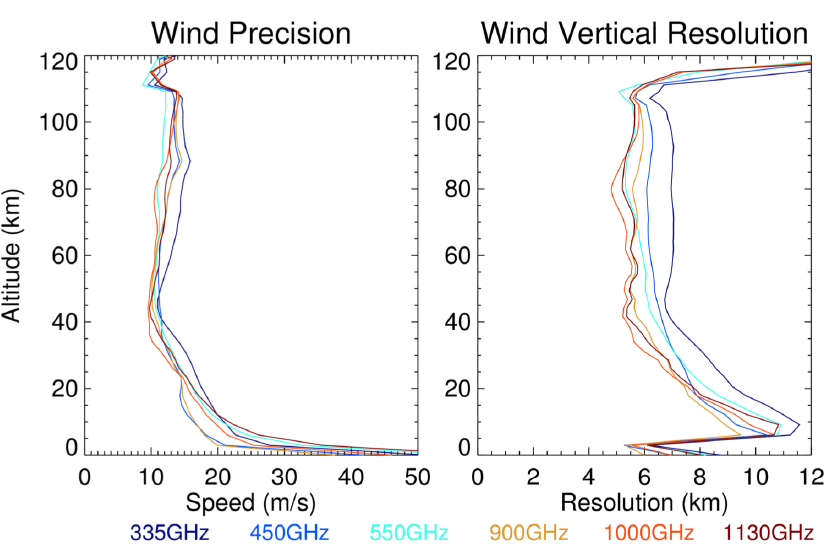 Wind Precision
Wind Vertical Resolution
Altitude (km)
120
100
80
60
40
20
0
0 10 20 30 40 50
Speed (m/s)
120
100
80
60
40
20
0
0 2 4 6 8 10 12
Resolution (km)
335GHz 450GHz 550GHz 900GHz 1000GHz 1130GHz